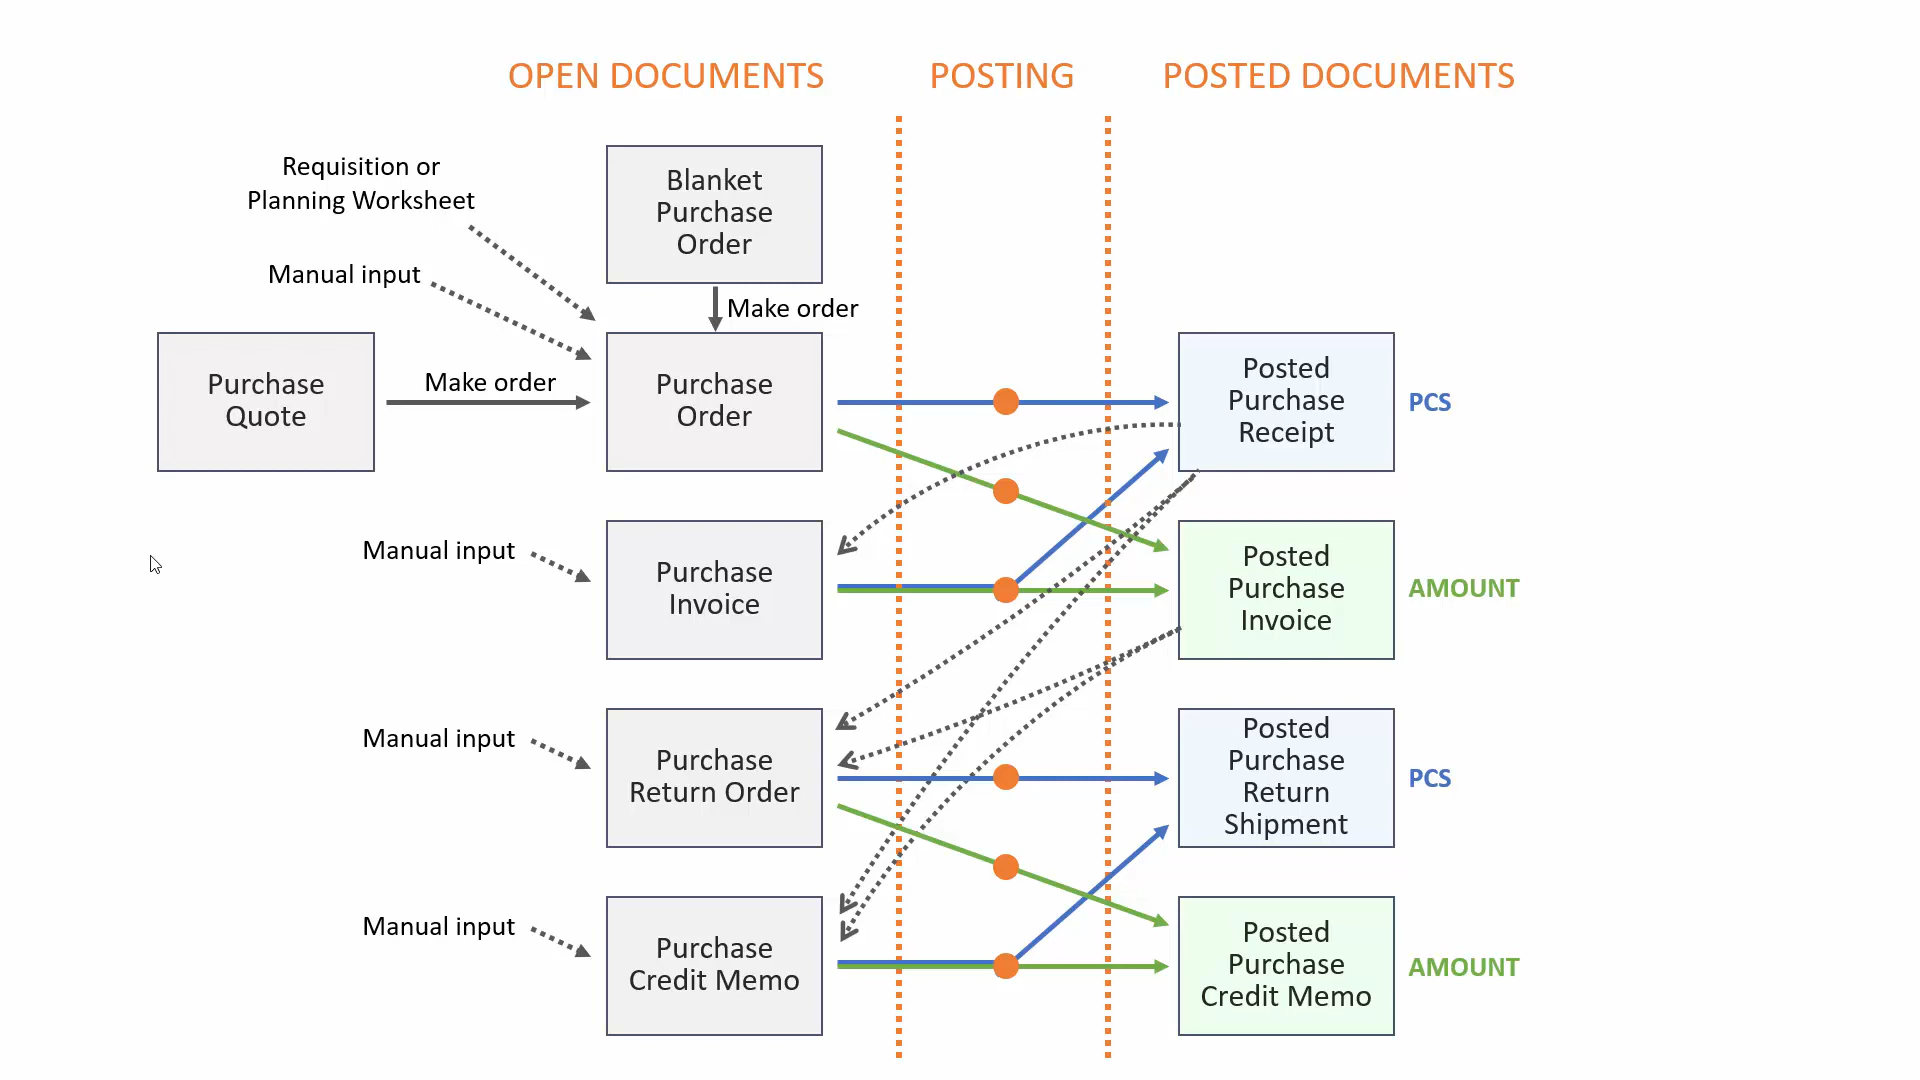 OPEN DOCUMENTS
POSTING
POSTED DOCUMENTS
Requisition or
Planning Worksheet
Manual input
Blanket
Purchase
Order
Make order
Purchase
Quote
Make order
Purchase
Order
Posted
Purchase
Receipt
PCS
Manual input
Purchase
Invoice
Posted
Purchase
Invoice
AMOUNT
Manual input
Purchase
Return Order
Posted
Purchase
Return
Shipment
PCS
Manual input
Purchase
Credit Memo
Posted
Purchase
Credit Memo
AMOUNT